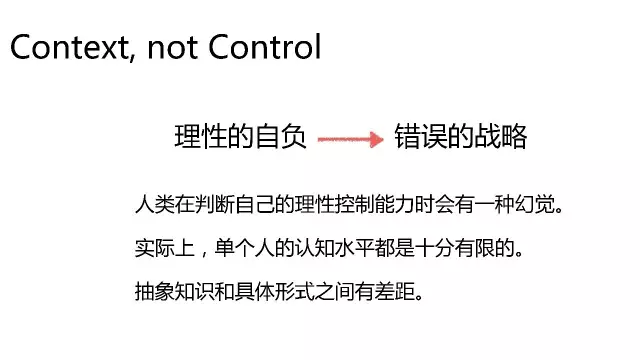 Context, not Control
理性的自负 → 错误的战略
人类在判断自己的理性控制能力时会有一种幻觉。
实际上，单个人的认知水平都是十分有限的。
抽象知识和具体形式之间有差距。